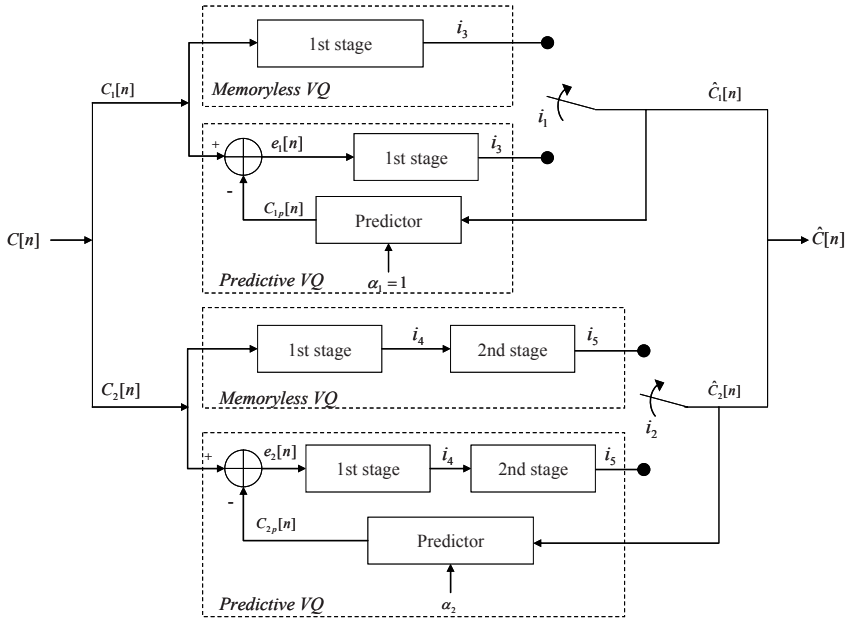 1st stage
i₃
Memoryless VQ
C₁[n]
Ĉ₁[n]
i₁
+
e₁[n]
1st stage
i₃
-
C₁ₚ[n]
Predictor
α₁ = 1
Predictive VQ
C[n]
Ĉ[n]
1st stage
i₄
2nd stage
i₅
Memoryless VQ
C₂[n]
Ĉ₂[n]
i₂
+
e₂[n]
1st stage
i₄
2nd stage
i₅
-
C₂ₚ[n]
Predictor
α₂
Predictive VQ